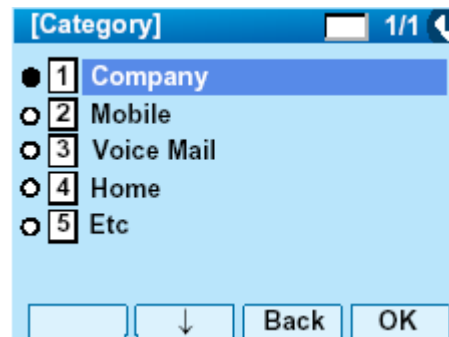 [Category] 1/1
1 Company
2 Mobile
3 Voice Mail
4 Home
5 Etc
↓ Back OK